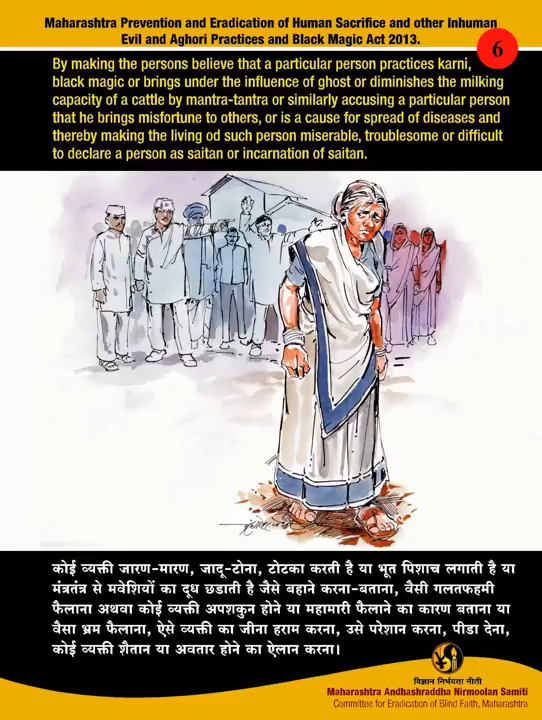 Maharashtra Prevention and Eradication of Human Sacrifice and other Inhuman
Evil and Aghori Practices and Black Magic Act 2013.
6
By making the persons believe that a particular person practices karni,
black magic or brings under the influence of ghost or diminishes the milking
capacity of a cattle by mantra-tantra or similarly accusing a particular person
that he brings misfortune to others, or is a cause for spread of diseases and
thereby making the living od such person miserable, troublesome or difficult
to declare a person as saitan or incarnation of saitan.
कोई व्यक्ती जारण-मारण, जादू-टोना, टोटका करती है या भूत पिशाच लगाती है या
मंत्रतंत्र से मवेशियों का दूध छडाती है जैसे बहाने करना-बताना, वैसी गलतफहमी
फैलाना अथवा कोई व्यक्ती अपशकुन होने या महामारी फैलाने का कारण बताना या
वैसा भ्रम फैलाना, ऐसे व्यक्ती का जीना हराम करना, उसे परेशान करना, पीडा देना,
कोई व्यक्ती शैतान या अवतार होने का ऐलान करना।
विज्ञान निर्भयता नीती
Maharashtra Andhashraddha Nirmoolan Samiti
Committee for Eradication of Blind Faith, Maharashtra